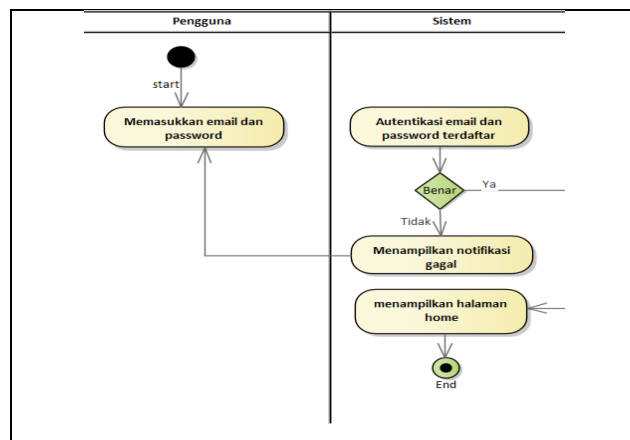 Pengguna
Sistem
start
Memasukkan email dan
password
Autentikasi email dan
password terdaftar
Benar
Ya
Tidak
Menampilkan notifikasi
gagal
menampilkan halaman
home
End